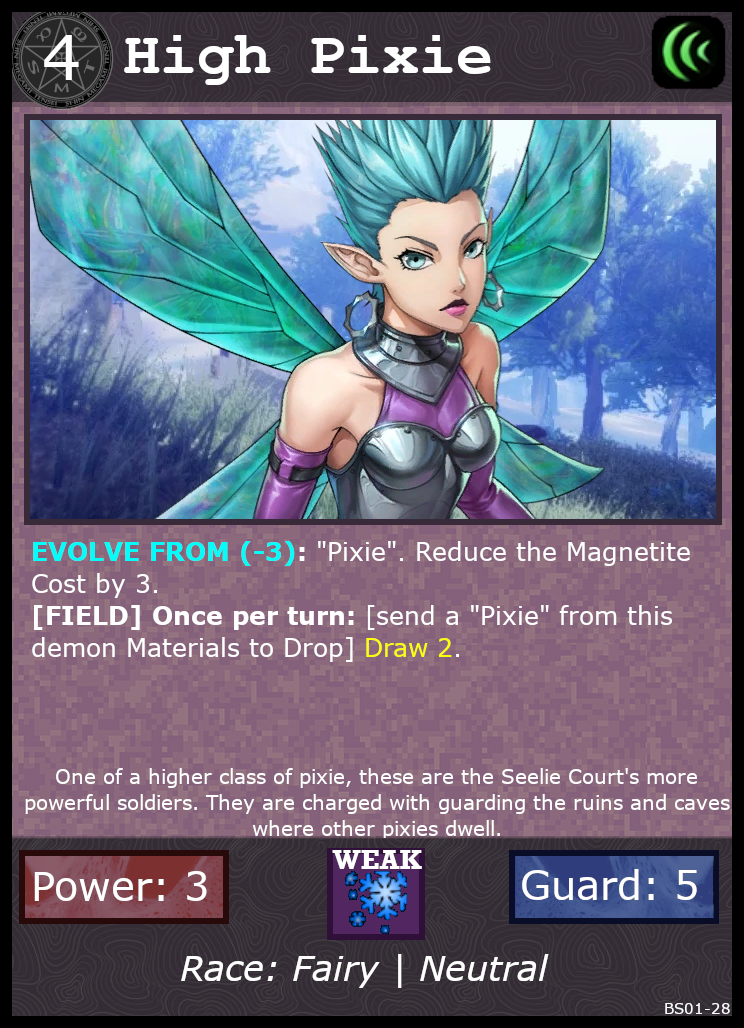 4 High Pixie
EVOLVE FROM (-3): "Pixie". Reduce the Magnetite
Cost by 3.
[FIELD] Once per turn: [send a "Pixie" from this
demon Materials to Drop] Draw 2.
One of a higher class of pixie, these are the Seelie Court's more
powerful soldiers. They are charged with guarding the ruins and caves
where other pixies dwell.
WEAK
Power: 3
Guard: 5
Race: Fairy | Neutral
BS01-28